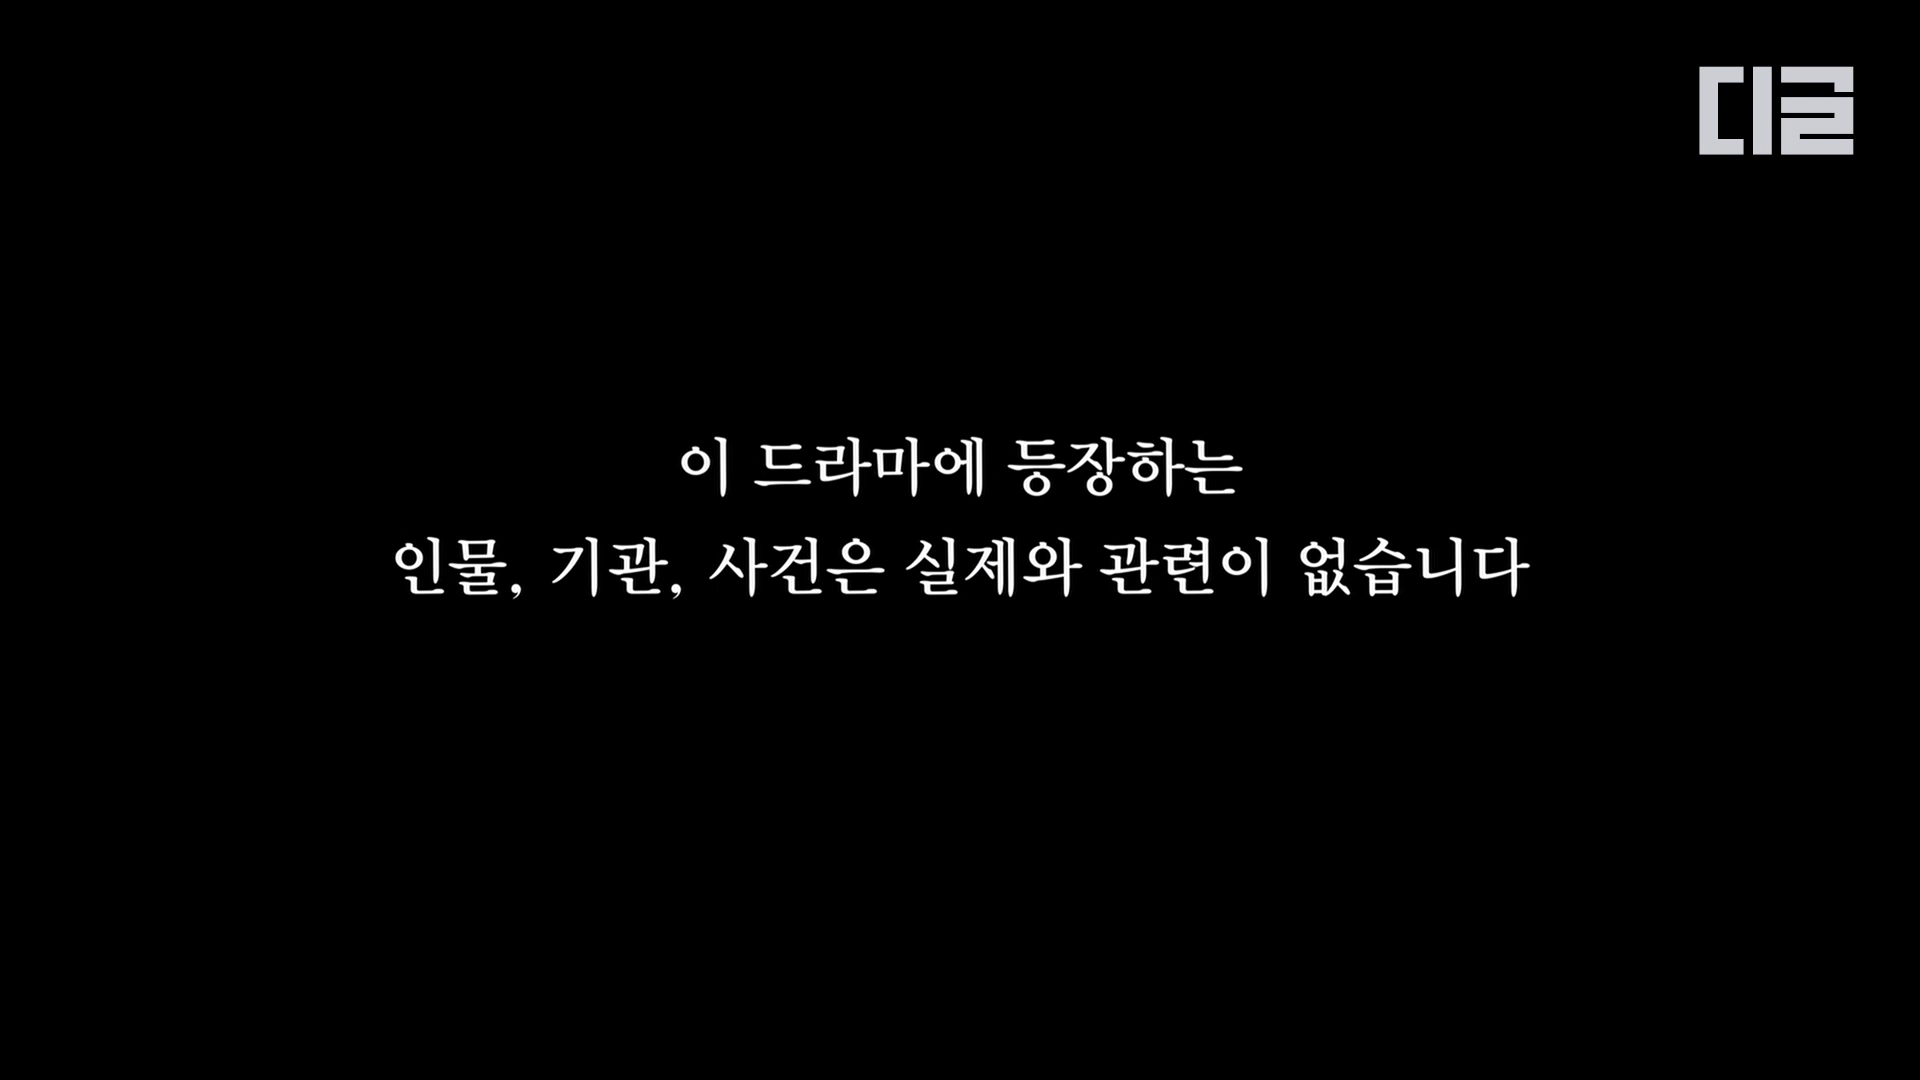 디글
이 드라마에 등장하는
인물, 기관, 사건은 실제와 관련이 없습니다